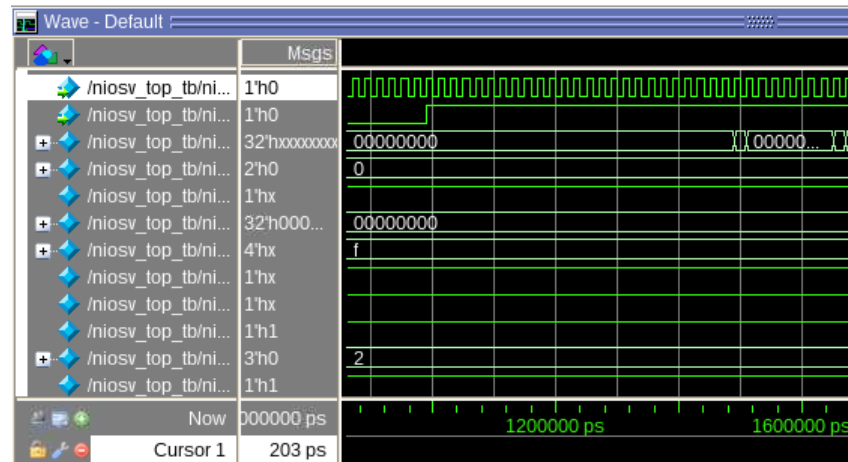 Wave - Default
Msgs
/niosv_top_tb/ni... 1'h0
/niosv_top_tb/ni... 1'h0
/niosv_top_tb/ni... 32'hxxxxxxxx 00000000 00000...
/niosv_top_tb/ni... 2'h0 0
/niosv_top_tb/ni... 1'hx
/niosv_top_tb/ni... 32'h000... 00000000
/niosv_top_tb/ni... 4'hx f
/niosv_top_tb/ni... 1'hx
/niosv_top_tb/ni... 1'hx
/niosv_top_tb/ni... 1'h1
/niosv_top_tb/ni... 3'h0 2
/niosv_top_tb/ni... 1'h1
Now 000000 ps 1200000 ps 1600000 ps
Cursor 1 203 ps